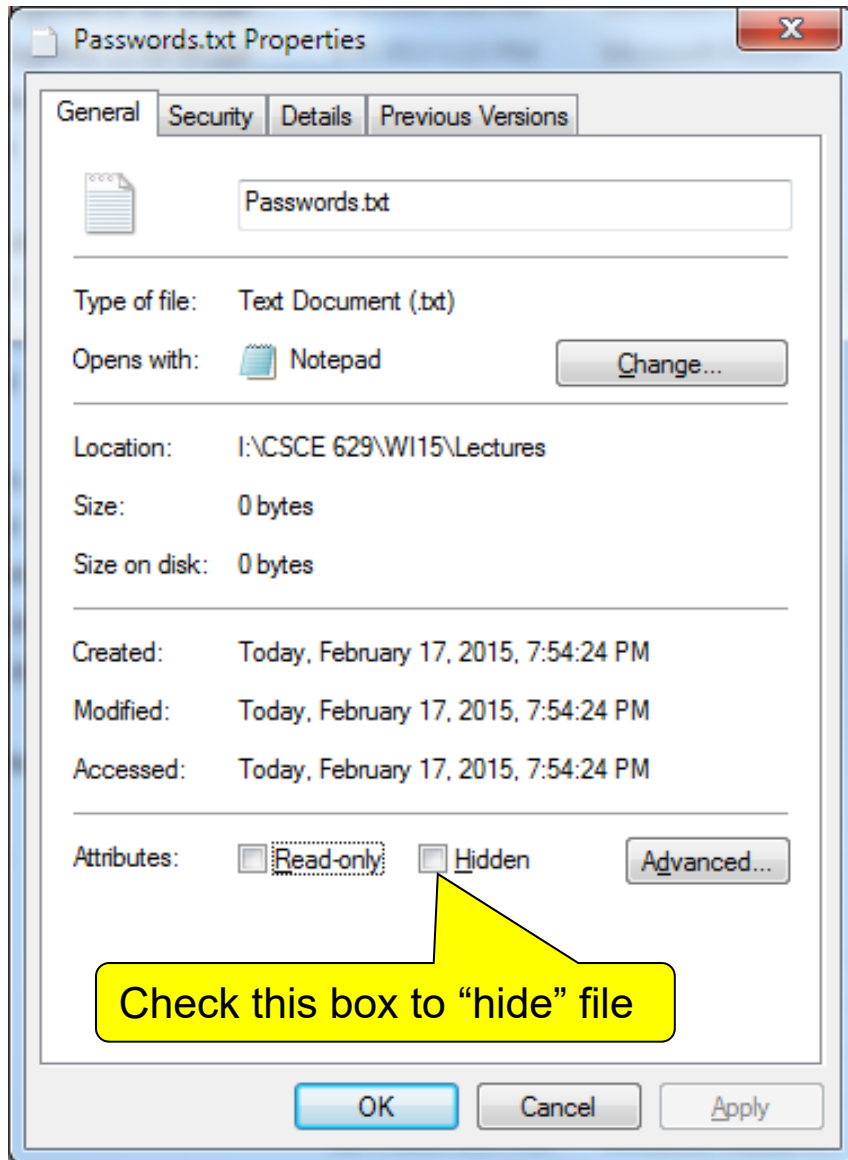 Passwords.txt Properties
X
General Security Details Previous Versions
Passwords.txt
Type of file: Text Document (.txt)
Opens with: Notepad Change...
Location: I:\CSCE 629\WI15\Lectures
Size: 0 bytes
Size on disk: 0 bytes
Created: Today, February 17, 2015, 7:54:24 PM
Modified: Today, February 17, 2015, 7:54:24 PM
Accessed: Today, February 17, 2015, 7:54:24 PM
Attributes: Read-only Hidden Advanced...
Check this box to “hide” file
OK Cancel Apply